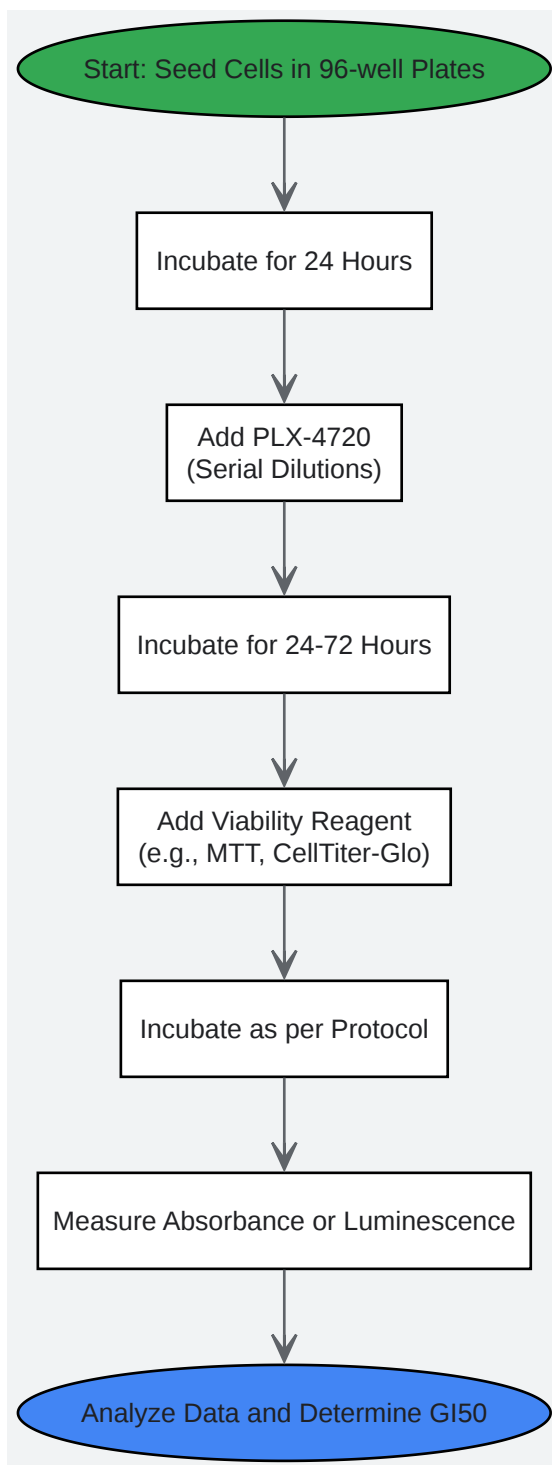 Start: Seed Cells in 96-well Plates
Incubate for 24 Hours
Add PLX-4720
(Serial Dilutions)
Incubate for 24-72 Hours
Add Viability Reagent
(e.g., MTT, CellTiter-Glo)
Incubate as per Protocol
Measure Absorbance or Luminescence
Analyze Data and Determine GI50